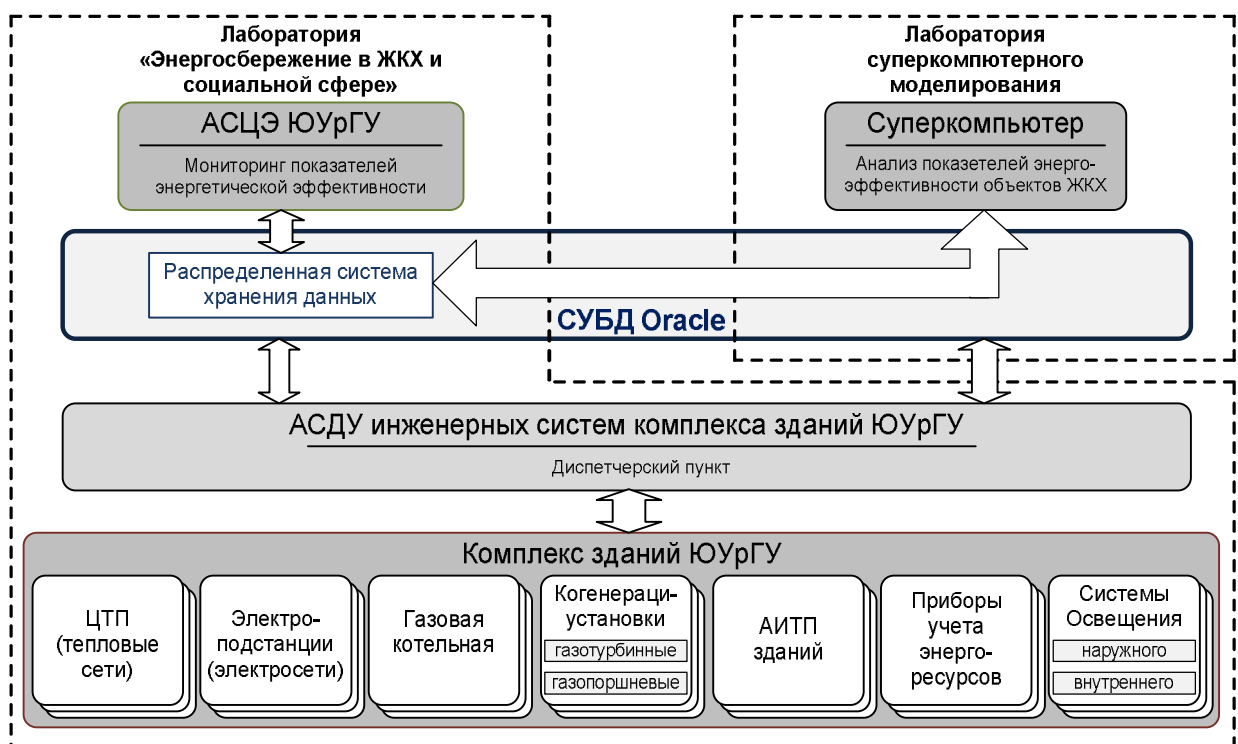 Лаборатория
«Энергосбережение в ЖКХ и
социальной сфере»
АСЦЭ ЮУрГУ
Мониторинг показателей
энергетической эффективности
Лаборатория
суперкомпьютерного
моделирования
Суперкомпьютер
Анализ показетелей энерго-
эффективности объектов ЖКХ
Распределенная система
хранения данных
СУБД Oracle
АСДУ инженерных систем комплекса зданий ЮУрГУ
Диспетчерский пункт
Комплекс зданий ЮУрГУ
ЦТП
(тепловые
сети)
Электро-
подстанции
(электросети)
Газовая
котельная
Когенераци-
установки
газотурбинные
газопоршневые
АИТП
зданий
Приборы
учета
энерго-
ресурсов
Системы
Освещения
наружного
внутреннего